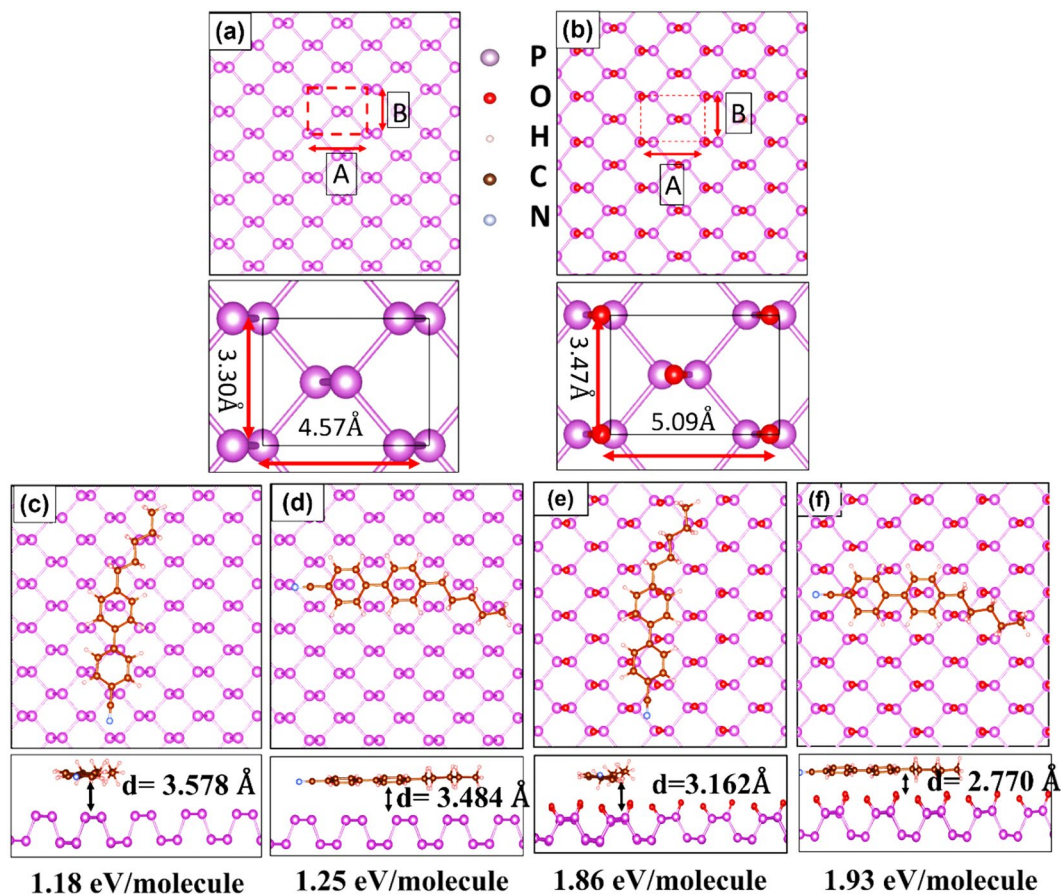 (a)
B
A
P
O
H
C
N
(b)
B
A
3.30Å
4.57Å
3.47Å
5.09Å
(c)
(d)
(e)
(f)
d= 3.578 Å
d= 3.484 Å
d=3.162Å
d= 2.770 Å
1.18 eV/molecule
1.25 eV/molecule
1.86 eV/molecule
1.93 eV/molecule